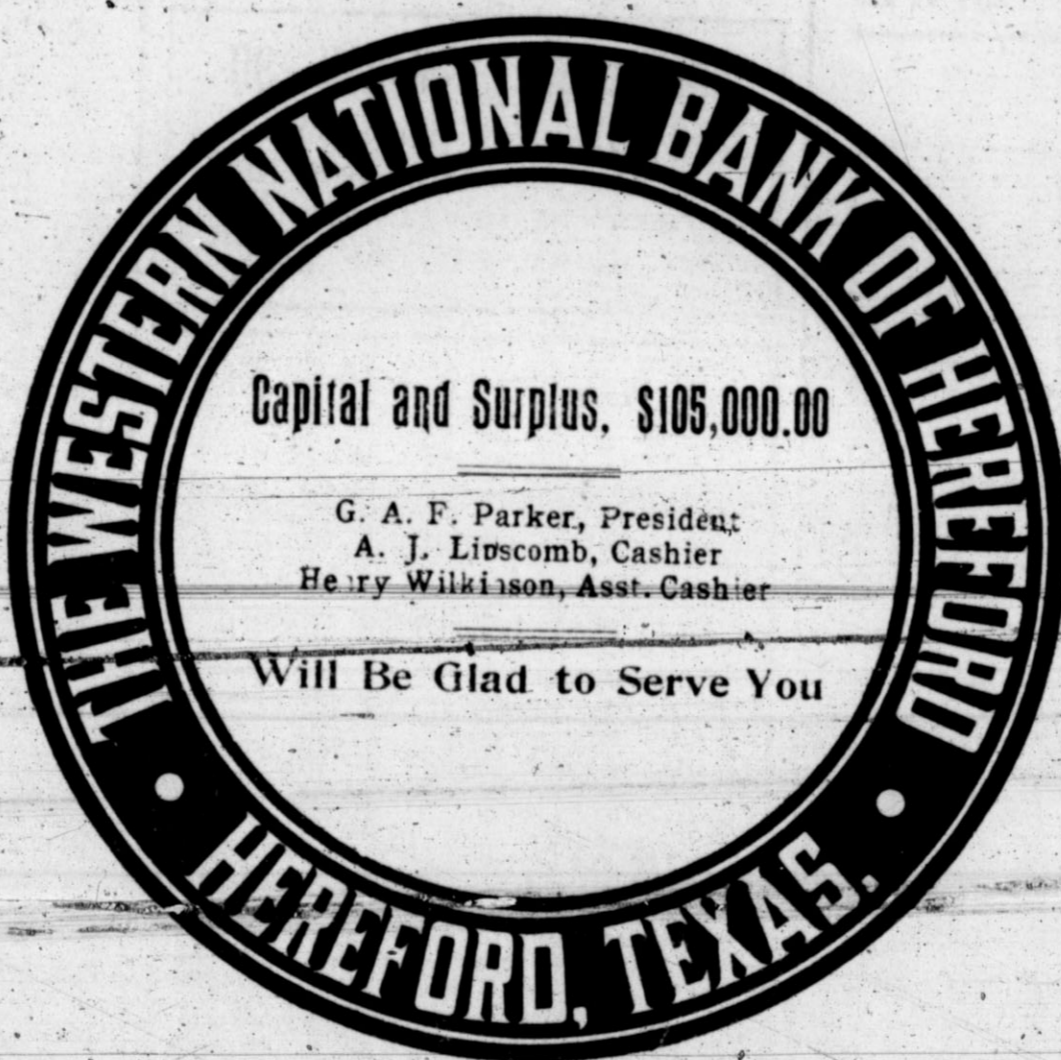 THE WESTERN NATIONAL BANK OF HEREFORD
Capital and Surplus, $105,000.00
G. A. F. Parker., President
A. J. Lipscomb, Cashier
Henry Wilkinson, Asst. Cashier
Will Be Glad to Serve You
HEREFORD, TEXAS.